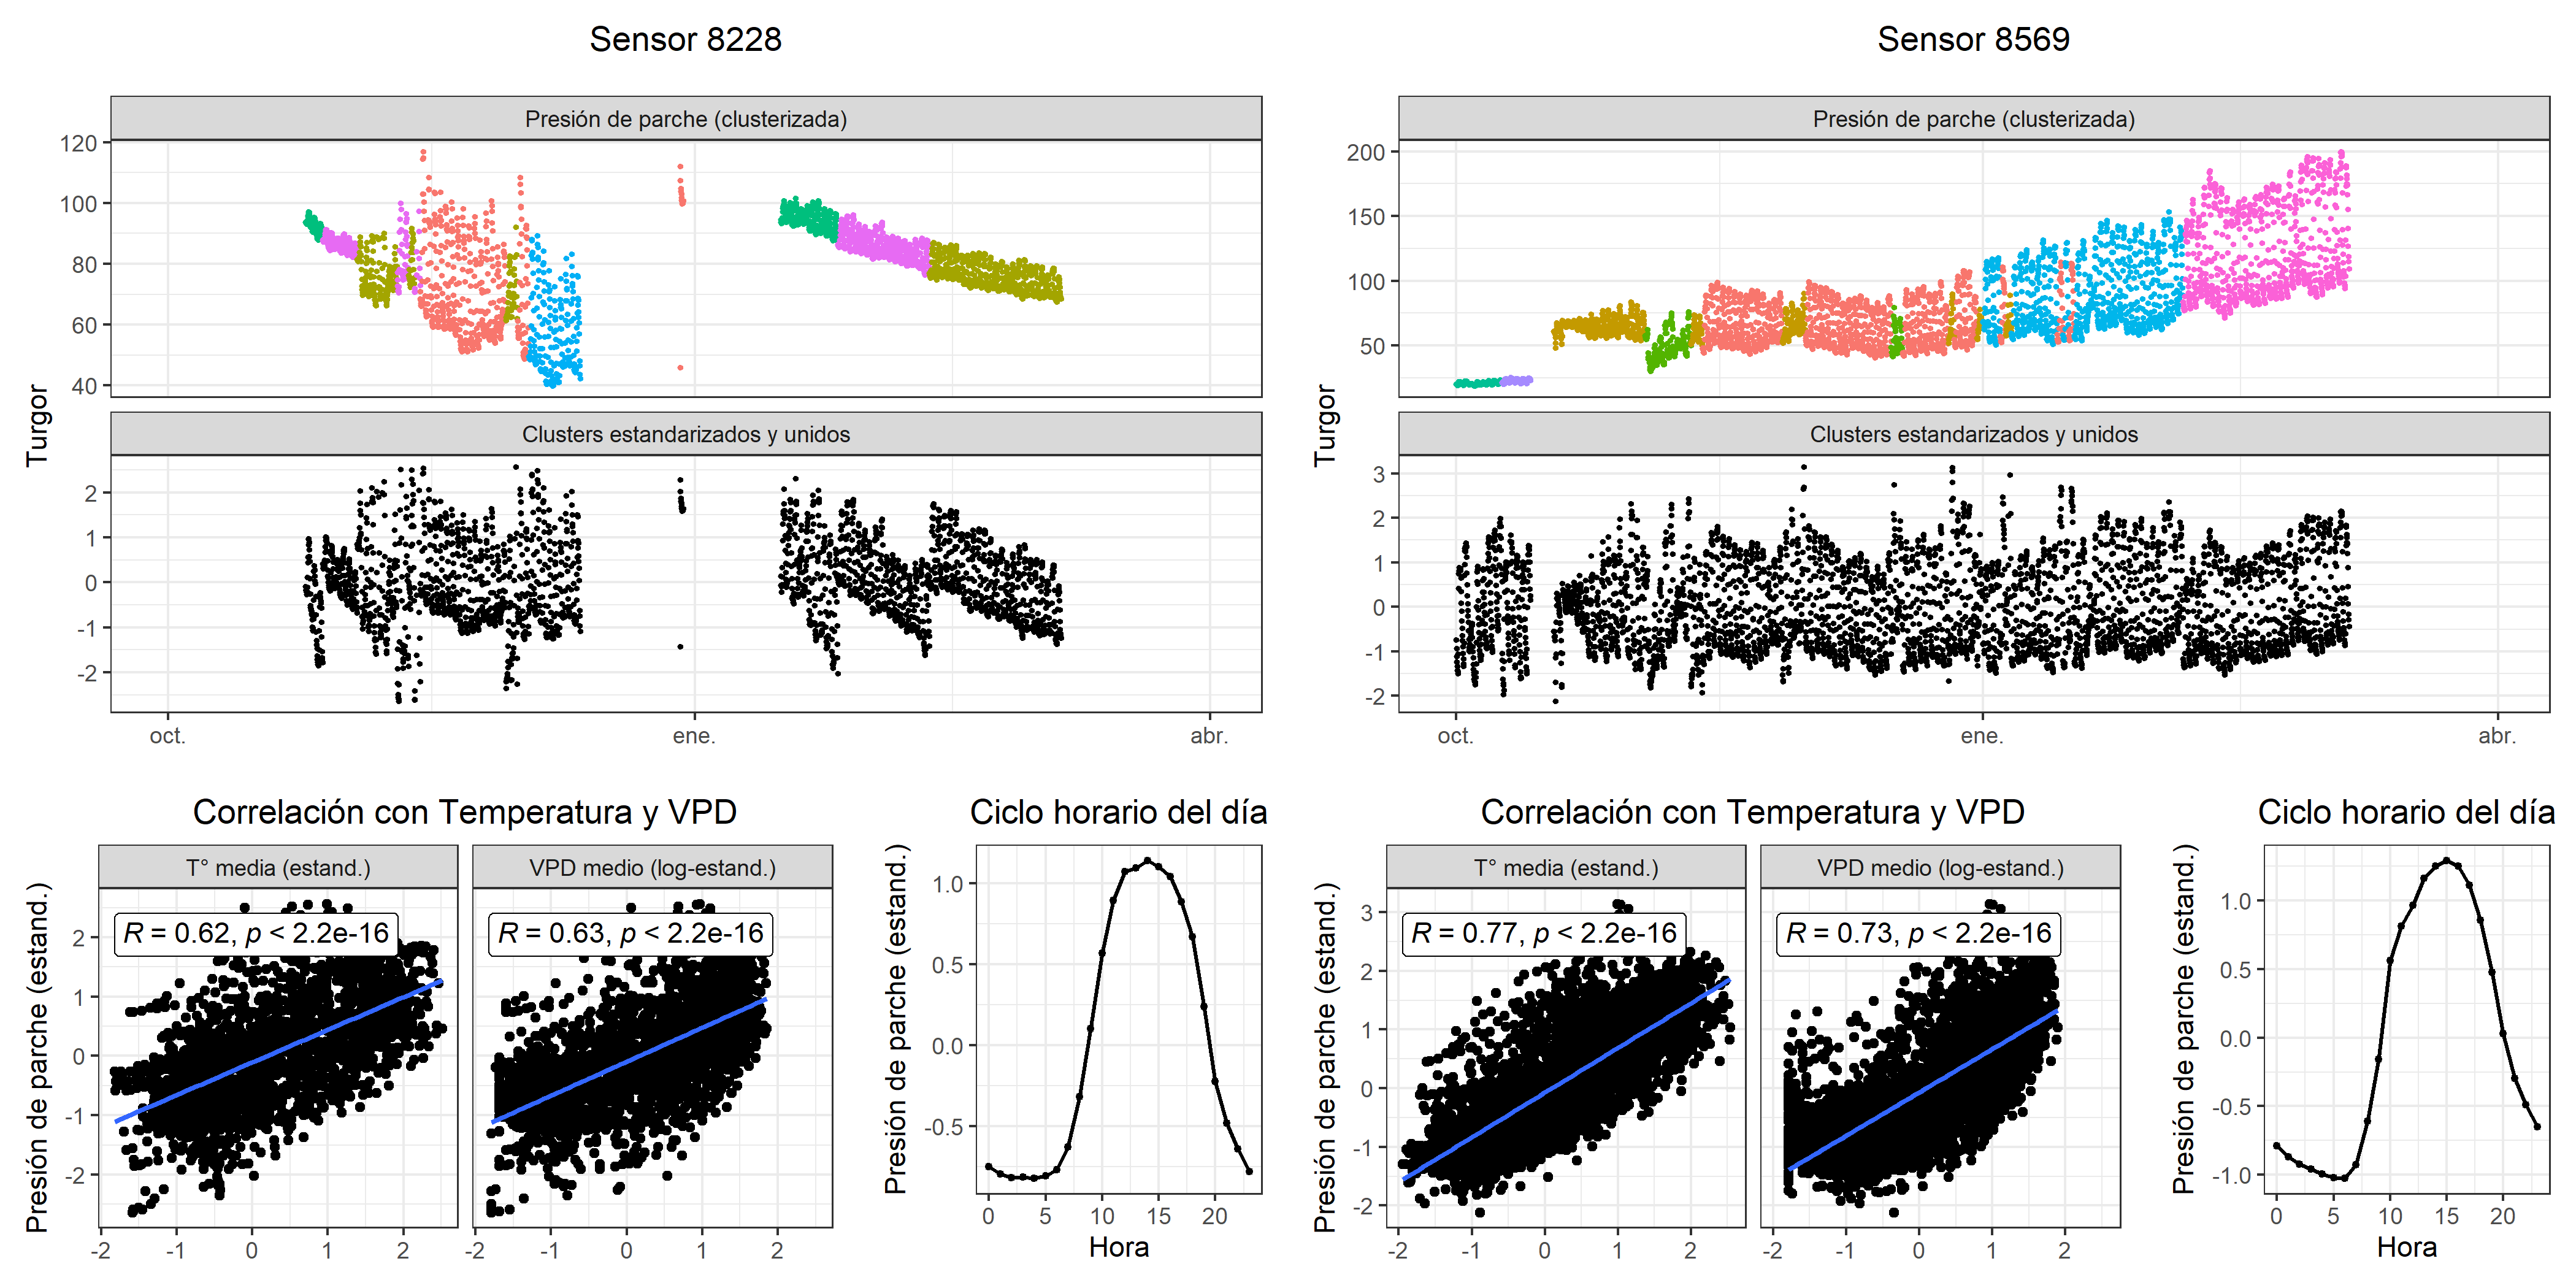 Sensor 8228
Presión de parche (clusterizada)
120
100
80
60
40
Turgor
Clusters estandarizados y unidos
2
1
0
-1
-2
oct.
ene.
abr.
Correlación con Temperatura y VPD
T° media (estand.)
VPD medio (log-estand.)
R = 0.62, p < 2.2e-16
R = 0.63, p < 2.2e-16
Presión de parche (estand.)
2
1
0
-1
-2
-2
-1
0
1
2
-2
-1
0
1
2
Ciclo horario del día
Presión de parche (estand.)
1.0
0.5
0.0
-0.5
0
5
10
15
20
Hora
Sensor 8569
Presión de parche (clusterizada)
200
150
100
50
Turgor
Clusters estandarizados y unidos
3
2
1
0
-1
-2
oct.
ene.
abr.
Correlación con Temperatura y VPD
T° media (estand.)
VPD medio (log-estand.)
R = 0.77, p < 2.2e-16
R = 0.73, p < 2.2e-16
Presión de parche (estand.)
3
2
1
0
-1
-2
-2
-1
0
1
2
-2
-1
0
1
2
Ciclo horario del día
Presión de parche (estand.)
1.0
0.5
0.0
-0.5
-1.0
0
5
10
15
20
Hora